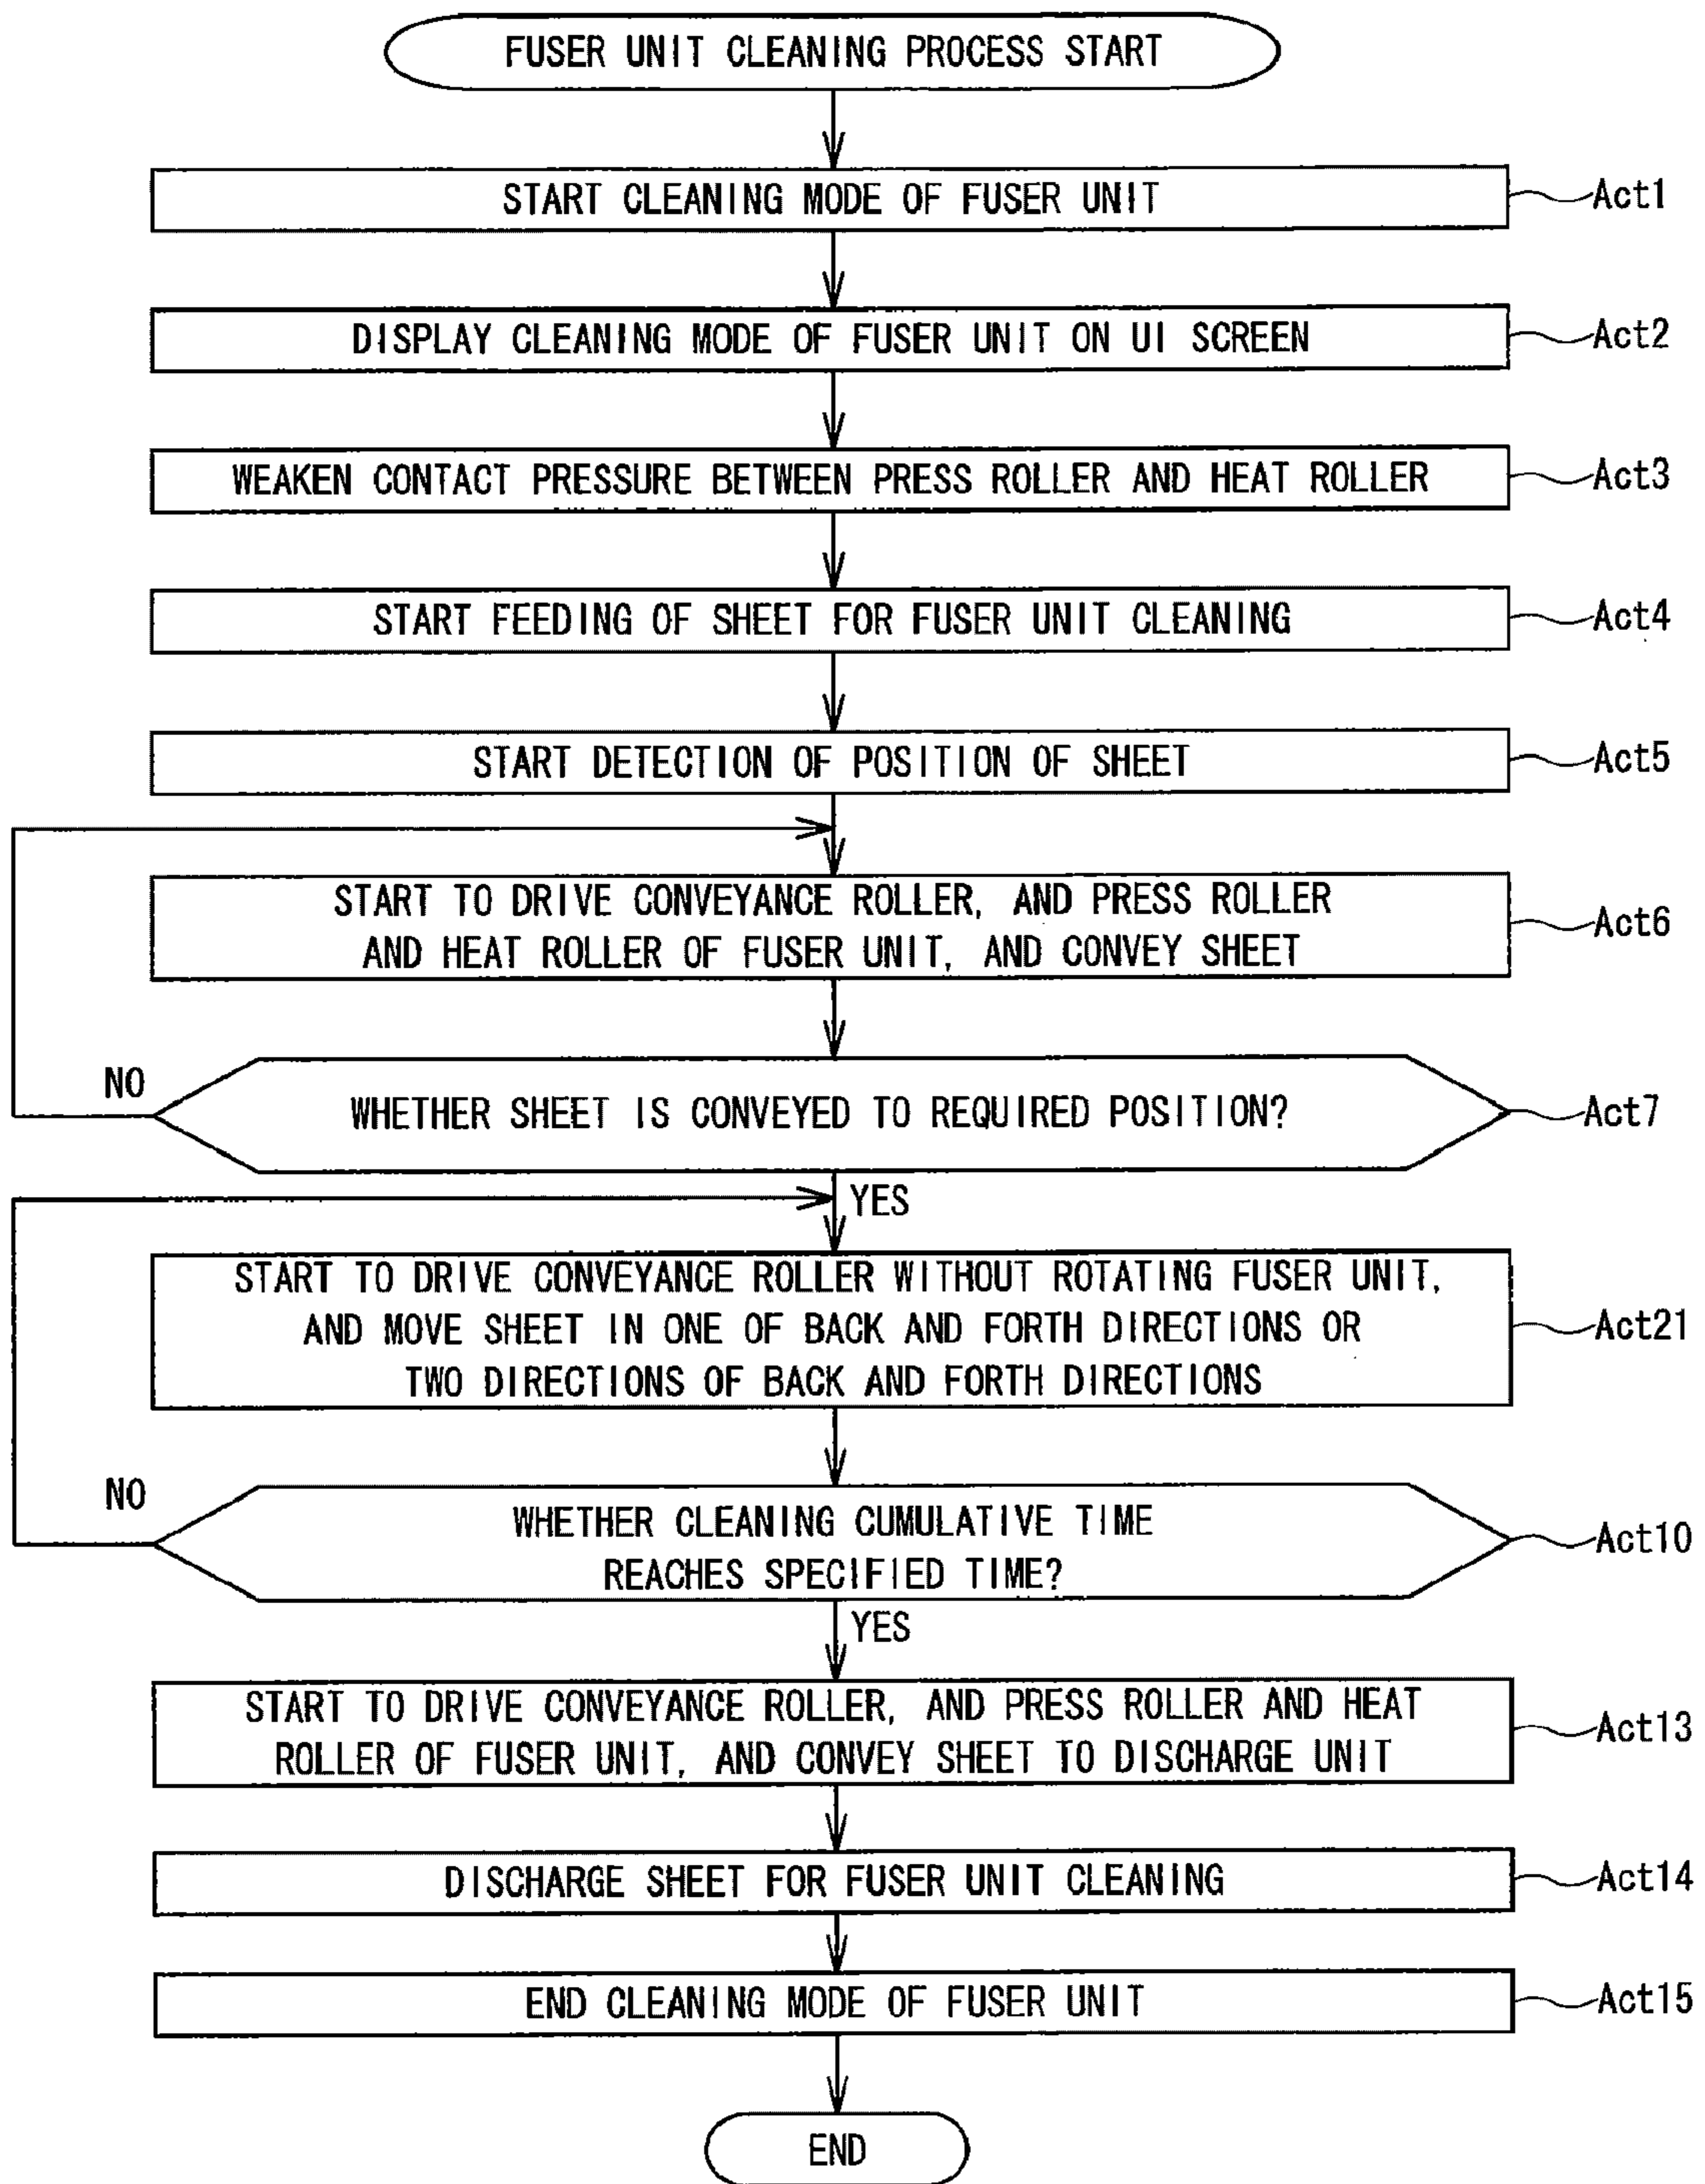 FUSER UNIT CLEANING PROCESS START
START CLEANING MODE OF FUSER UNIT
Act1
DISPLAY CLEANING MODE OF FUSER UNIT ON UI SCREEN
Act2
WEAKEN CONTACT PRESSURE BETWEEN PRESS ROLLER AND HEAT ROLLER
Act3
START FEEDING OF SHEET FOR FUSER UNIT CLEANING
Act4
START DETECTION OF POSITION OF SHEET
Act5
START TO DRIVE CONVEYANCE ROLLER, AND PRESS ROLLER
AND HEAT ROLLER OF FUSER UNIT, AND CONVEY SHEET
Act6
NO
WHETHER SHEET IS CONVEYED TO REQUIRED POSITION?
Act7
YES
START TO DRIVE CONVEYANCE ROLLER WITHOUT ROTATING FUSER UNIT,
AND MOVE SHEET IN ONE OF BACK AND FORTH DIRECTIONS OR
TWO DIRECTIONS OF BACK AND FORTH DIRECTIONS
Act21
NO
WHETHER CLEANING CUMULATIVE TIME
REACHES SPECIFIED TIME?
Act10
YES
START TO DRIVE CONVEYANCE ROLLER, AND PRESS ROLLER AND HEAT
ROLLER OF FUSER UNIT, AND CONVEY SHEET TO DISCHARGE UNIT
Act13
DISCHARGE SHEET FOR FUSER UNIT CLEANING
Act14
END CLEANING MODE OF FUSER UNIT
Act15
END